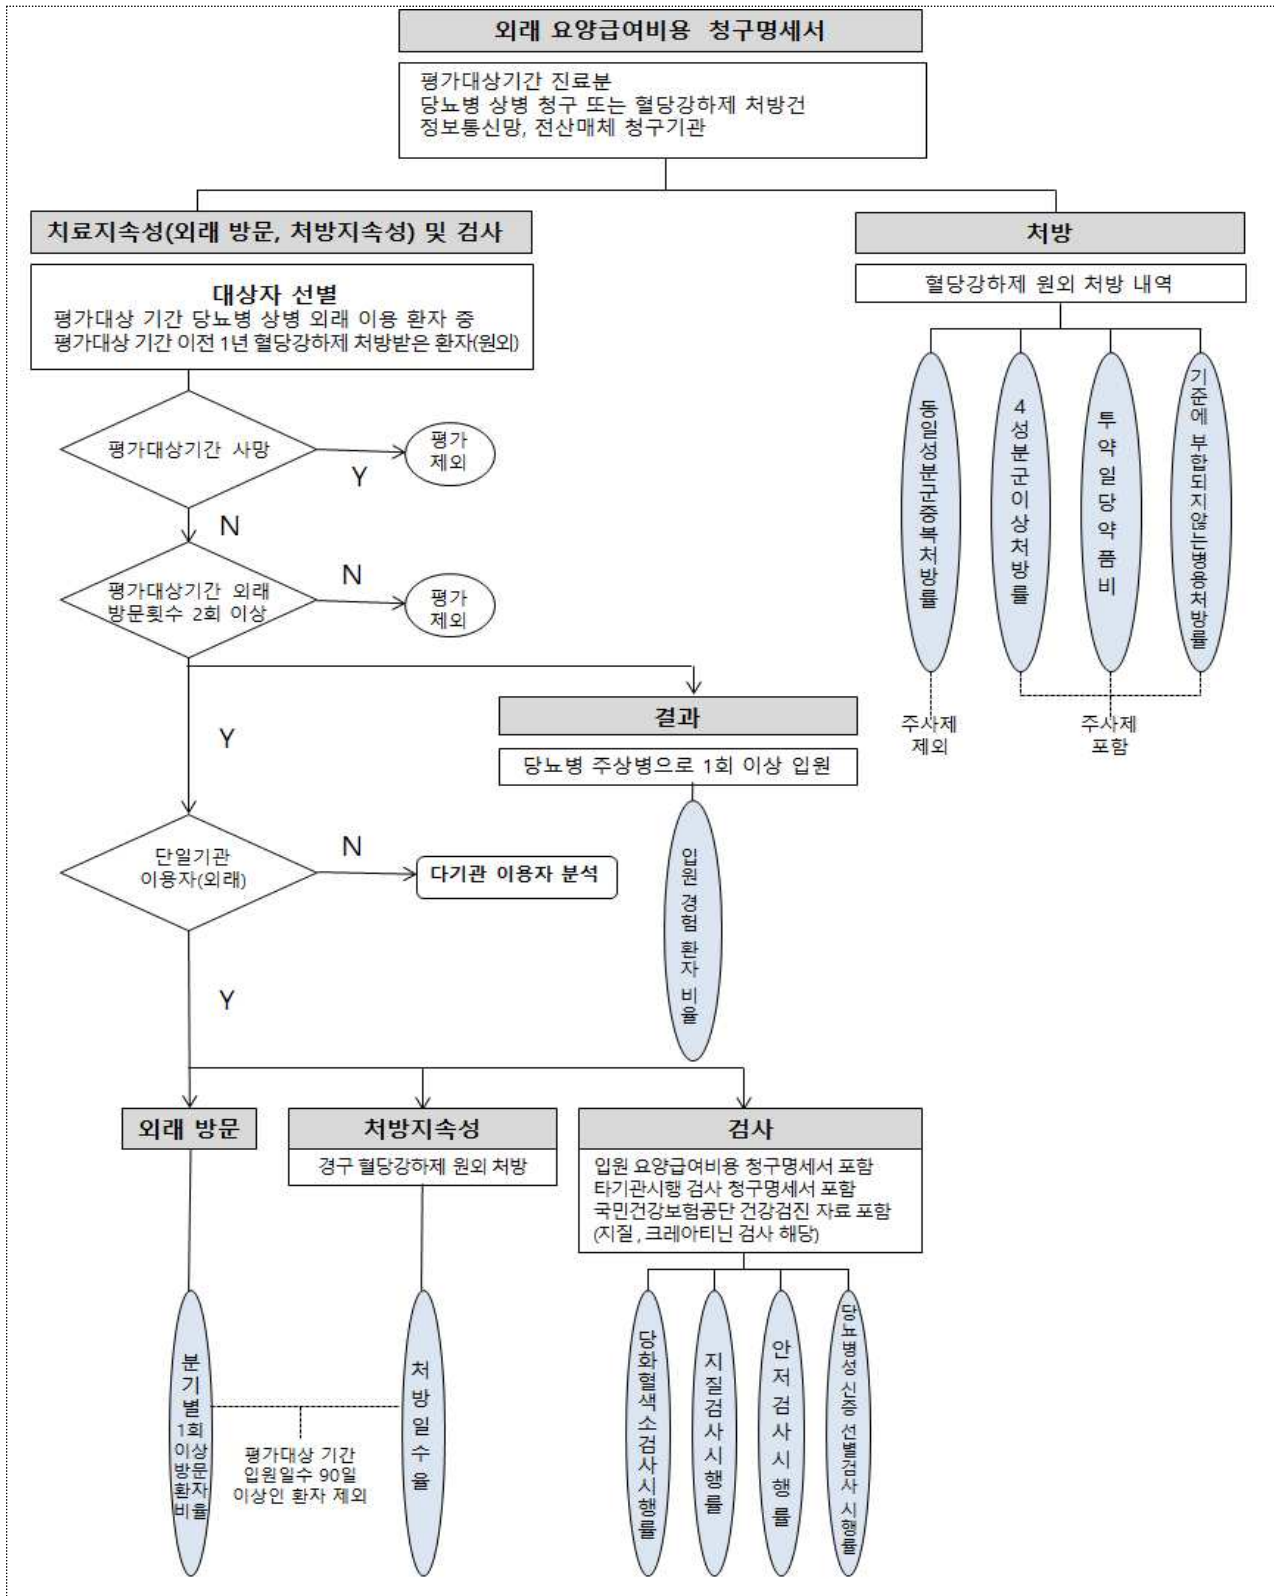 외래 요양급여비용 청구명세서
평가대상기간 진료분
당뇨병 상병 청구 또는 혈당강하제 처방건
정보통신망, 전산매체 청구기관
치료지속성(외래 방문, 처방지속성) 및 검사
대상자 선별
평가대상 기간 당뇨병 상병 외래 이용 환자 중
평가대상 기간 이전 1년 혈당강하제 처방받은 환자(원외)
처방
혈당강하제 원외 처방 내역
동일성분군중복처방률
4성분군이상처방률
투약일당약품비
기준에 부합되지않는병용처방률
주사제
제외
주사제
포함
평가대상기간 사망
Y
평가
제외
N
평가대상기간 외래
방문횟수 2회 이상
N
평가
제외
Y
결과
당뇨병 주상병으로 1회 이상 입원
입원 경험 환자 비율
단일기관
이용자(외래)
N
다기관 이용자 분석
Y
외래 방문
처방지속성
경구 혈당강하제 원외 처방
검사
입원 요양급여비용 청구명세서 포함
타기관시행 검사 청구명세서 포함
국민건강보험공단 건강검진 자료 포함
(지질 , 크레아티닌 검사 해당)
분기별
1회
이상
방문
환자
비율
평가대상 기간
입원일수 90일
이상인 환자 제외
처방일수율
당화혈색소검사시행률
지질검사시행률
안저검사시행률
당뇨병성 신증 선별검사 시행률